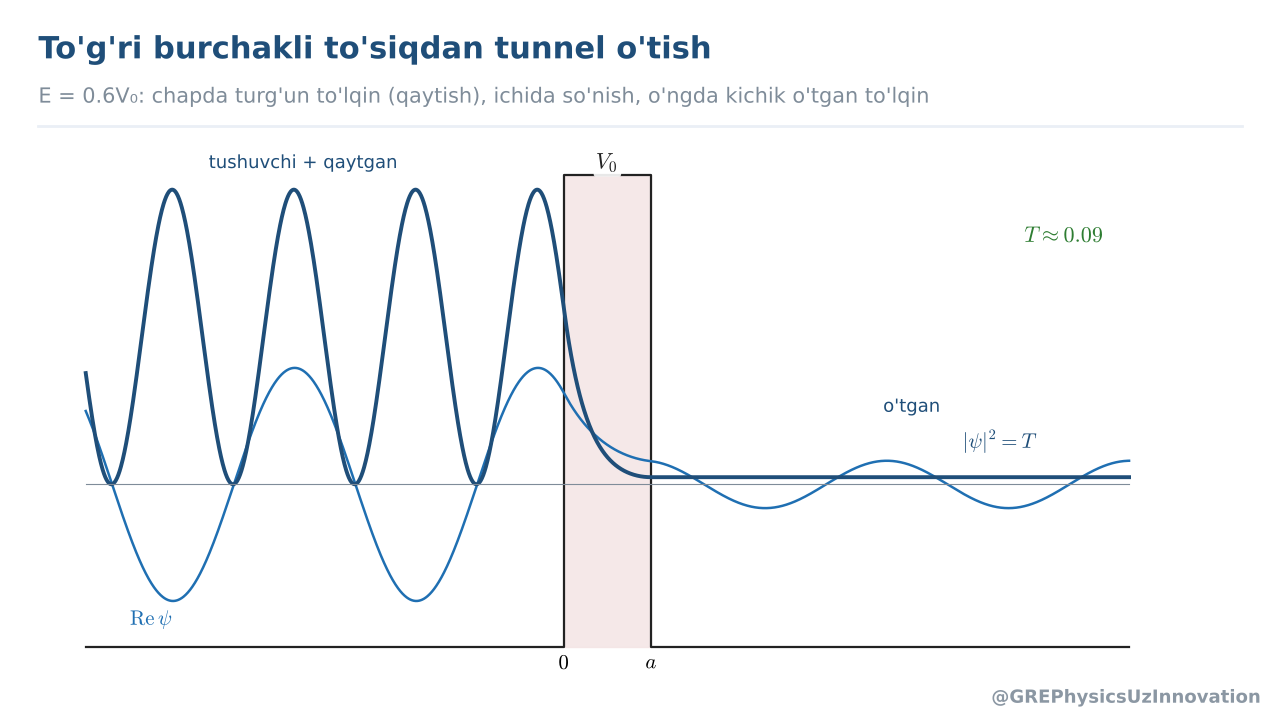 To'g'ri burchakli to'siqdan tunnel o'tish
E = 0.6V₀: chapda turg'un to'lqin (qaytish), ichida so'nish, o'ngda kichik o'tgan to'lqin
tushuvchi + qaytgan
V₀
T ≈ 0.09
o'tgan
|ψ|² = T
Re ψ
0
a
@GREPhysicsUzInnovation